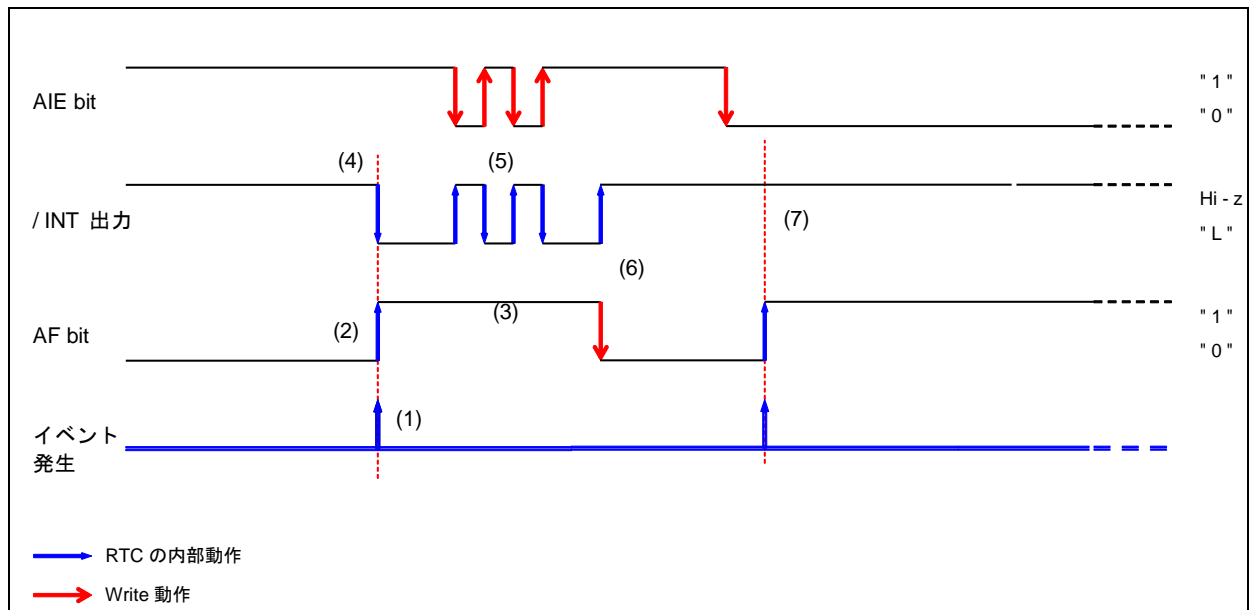 AIE bit
" 1 "
" 0 "
(4)
(5)
/ INT 出力
Hi - z
" L "
(7)
(6)
AF bit
(2)
(3)
" 1 "
" 0 "
(1)
イベント
発生
RTC の内部動作
Write 動作